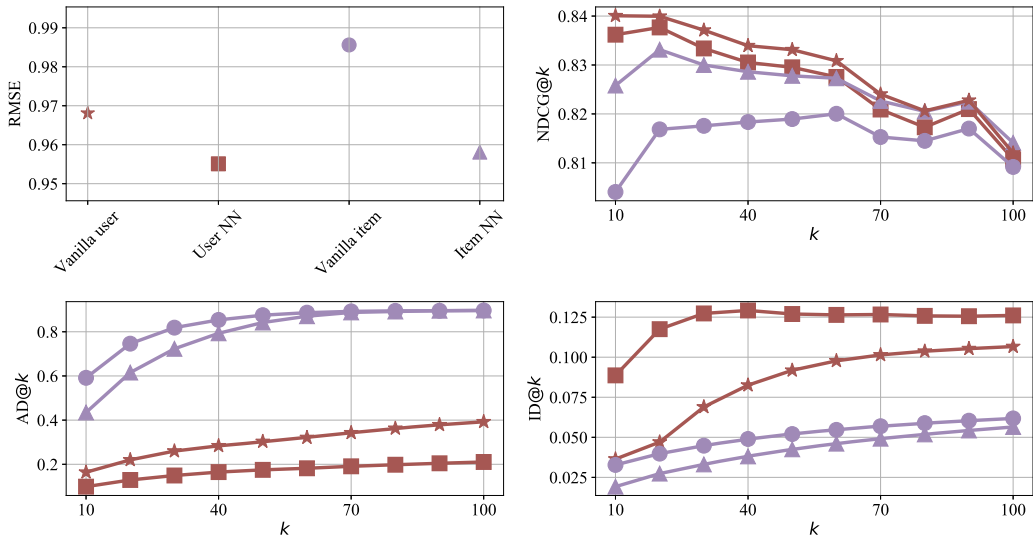 RMSE
0.99
0.98
0.97
0.96
0.95
Vanilla user
User NN
Vanilla item
Item NN
NDCG@k
0.84
0.83
0.82
0.81
10
40
70
100
k
AD@k
0.8
0.6
0.4
0.2
10
40
70
100
k
ID@k
0.125
0.100
0.075
0.050
0.025
10
40
70
100
k